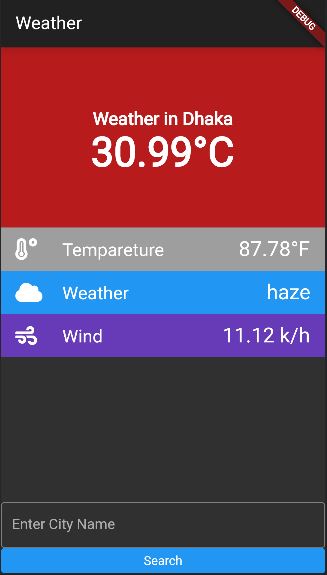 Weather
DEBUG
Weather in Dhaka
30.99°C
Tempareture 87.78°F
Weather haze
Wind 11.12 k/h
Enter City Name
Search